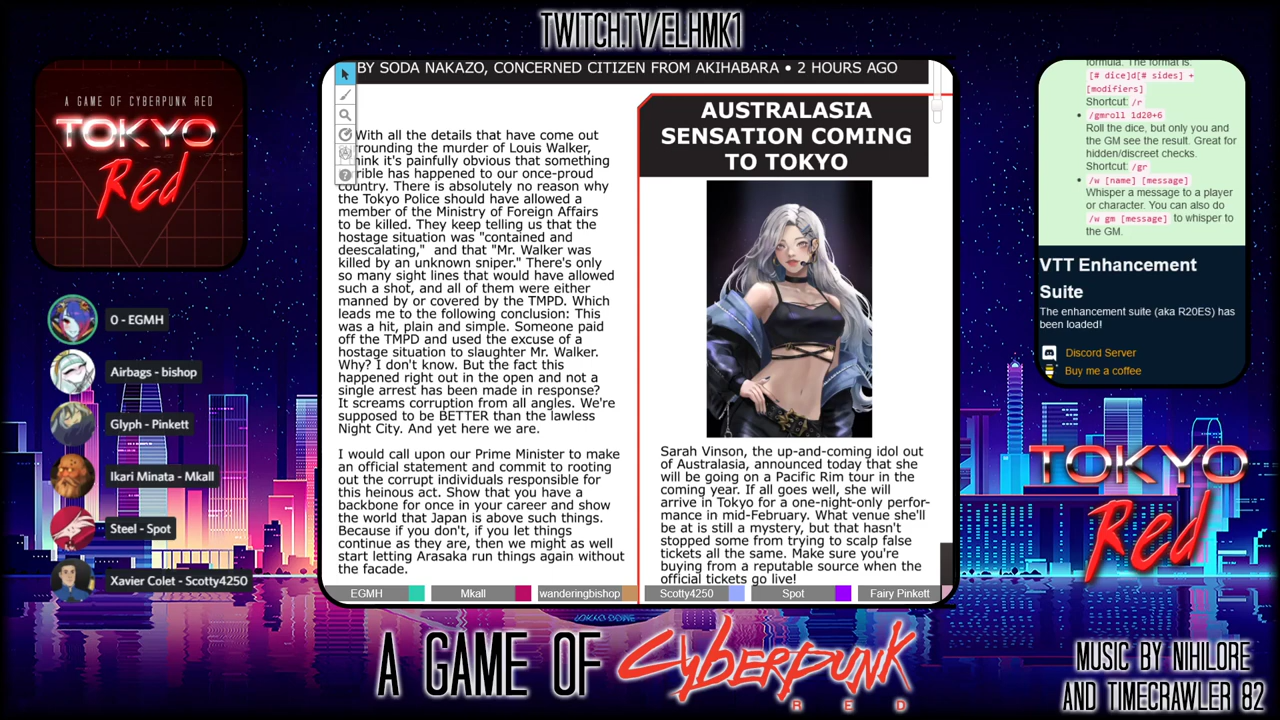 TWITCH.TV/ELHMK1
A GAME OF CYBERPUNK RED
TOKYO
Red
0 - EGMH
Airbags - bishop
Glyph - Pinkett
Ikari Minata - Mkall
Steel - Spot
Xavier Colet - Scotty4250
BY SODA NAKAZO, CONCERNED CITIZEN FROM AKIHABARA • 2 HOURS AGO
With all the details that have come out
rrounding the murder of Louis Walker,
ink it's painfully obvious that something
rrible has happened to our once-proud
country. There is absolutely no reason why
the Tokyo Police should have allowed a
member of the Ministry of Foreign Affairs
to be killed. They keep telling us that the
hostage situation was "contained and
deescalating," and that "Mr. Walker was
killed by an unknown sniper." There's only
so many sight lines that would have allowed
such a shot, and all of them were either
manned by or covered by the TMPD. Which
leads me to the following conclusion: This
was a hit, plain and simple. Someone paid
off the TMPD and used the excuse of a
hostage situation to slaughter Mr. Walker.
Why? I don't know. But the fact this
happened right out in the open and not a
single arrest has been made in response?
It screams corruption from all angles. We're
supposed to be BETTER than the lawless
Night City. And yet here we are.
I would call upon our Prime Minister to make
an official statement and commit to rooting
out the corrupt individuals responsible for
this heinous act. Show that you have a
backbone for once in your career and show
the world that Japan is above such things.
Because if you don't, if you let things
continue as they are, then we might as well
start letting Arasaka run things again without
the facade.
AUSTRALASIA
SENSATION COMING
TO TOKYO
Sarah Vinson, the up-and-coming idol out
of Australasia, announced today that she
will be going on a Pacific Rim tour in the
coming year. If all goes well, she will
arrive in Tokyo for a one-night-only perfor-
mance in mid-February. What venue she'll
be at is still a mystery, but that hasn't
stopped some from trying to scalp false
tickets all the same. Make sure you're
buying from a reputable source when the
official tickets go live!
EGMH Mkall wanderingbishop Scotty4250 Spot Fairy Pinkett
formula. The format is:
[# dice]d[# sides] +
[modifiers]
Shortcut: /r
• /gmroll 1d20+6
Roll the dice, but only you and
the GM see the result. Great for
hidden/discreet checks.
Shortcut: /gr
• /w [name] [message]
Whisper a message to a player
or character. You can also do
/w gm [message] to whisper to
the GM.
VTT Enhancement
Suite
The enhancement suite (aka R20ES) has
been loaded!
Discord Server
Buy me a coffee
TOKYO
Red
A GAME OF Cyberpunk
RED
MUSIC BY NIHILORE
AND TIMECRAWLER 82